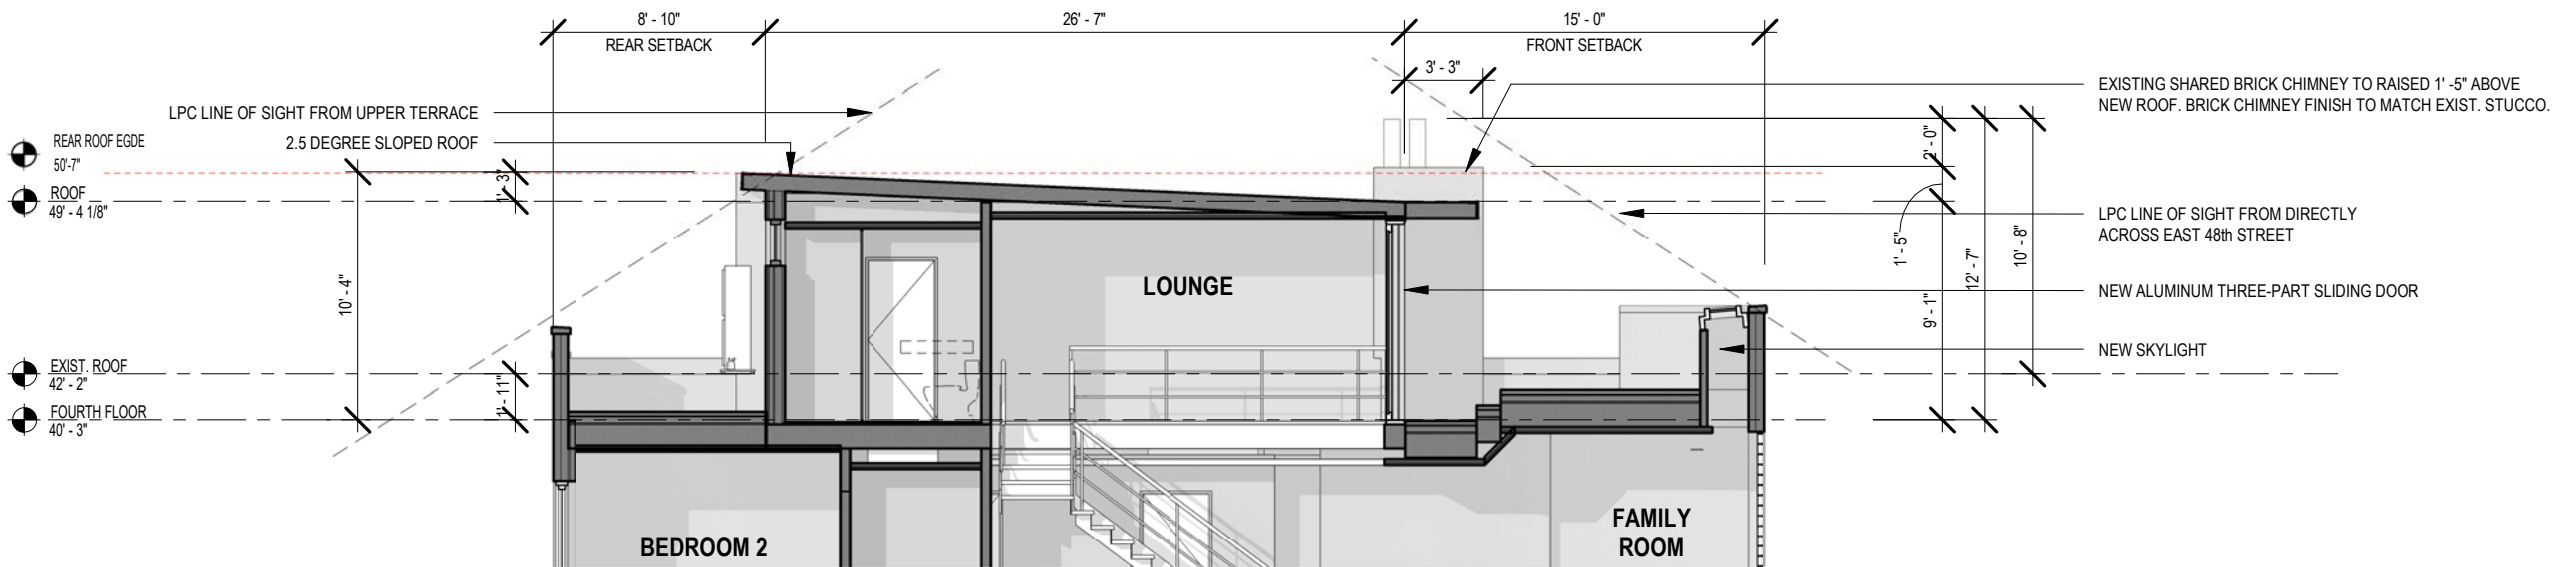 8' - 10"
26' - 7"
15' - 0"
REAR SETBACK
FRONT SETBACK
3' - 3"
LPC LINE OF SIGHT FROM UPPER TERRACE
2.5 DEGREE SLOPED ROOF
EXISTING SHARED BRICK CHIMNEY TO RAISED 1' -5" ABOVE
NEW ROOF. BRICK CHIMNEY FINISH TO MATCH EXIST. STUCCO.
REAR ROOF EGDE
50'-7"
ROOF
49' - 4 1/8"
1' - 3"
10' - 4"
EXIST. ROOF
42' - 2"
1' - 11"
FOURTH FLOOR
40' - 3"
2' - 0"
1' - 5"
9' - 1"
12' - 7"
10' - 8"
LPC LINE OF SIGHT FROM DIRECTLY
ACROSS EAST 48th STREET
LOUNGE
NEW ALUMINUM THREE-PART SLIDING DOOR
NEW SKYLIGHT
BEDROOM 2
FAMILY
ROOM